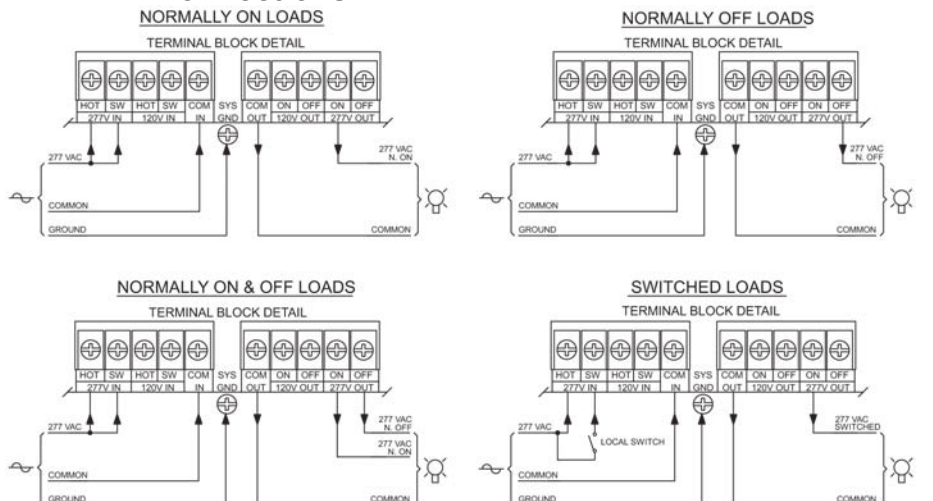 NORMALLY ON LOADS
TERMINAL BLOCK DETAIL
HOT SW HOT SW COM SYS COM ON OFF ON OFF
277V IN 120V IN IN GND OUT 120V OUT 277V OUT
277 VAC
277 VAC
N. ON
COMMON
GROUND
COMMON
NORMALLY OFF LOADS
TERMINAL BLOCK DETAIL
HOT SW HOT SW COM SYS COM ON OFF ON OFF
277V IN 120V IN IN GND OUT 120V OUT 277V OUT
277 VAC
277 VAC
N. OFF
COMMON
GROUND
COMMON
NORMALLY ON & OFF LOADS
TERMINAL BLOCK DETAIL
HOT SW HOT SW COM SYS COM ON OFF ON OFF
277V IN 120V IN IN GND OUT 120V OUT 277V OUT
277 VAC
277 VAC
N. OFF
277 VAC
N. ON
COMMON
GROUND
COMMON
SWITCHED LOADS
TERMINAL BLOCK DETAIL
HOT SW HOT SW COM SYS COM ON OFF ON OFF
277V IN 120V IN IN GND OUT 120V OUT 277V OUT
277 VAC
LOCAL SWITCH
277 VAC
SWITCHED
COMMON
GROUND
COMMON